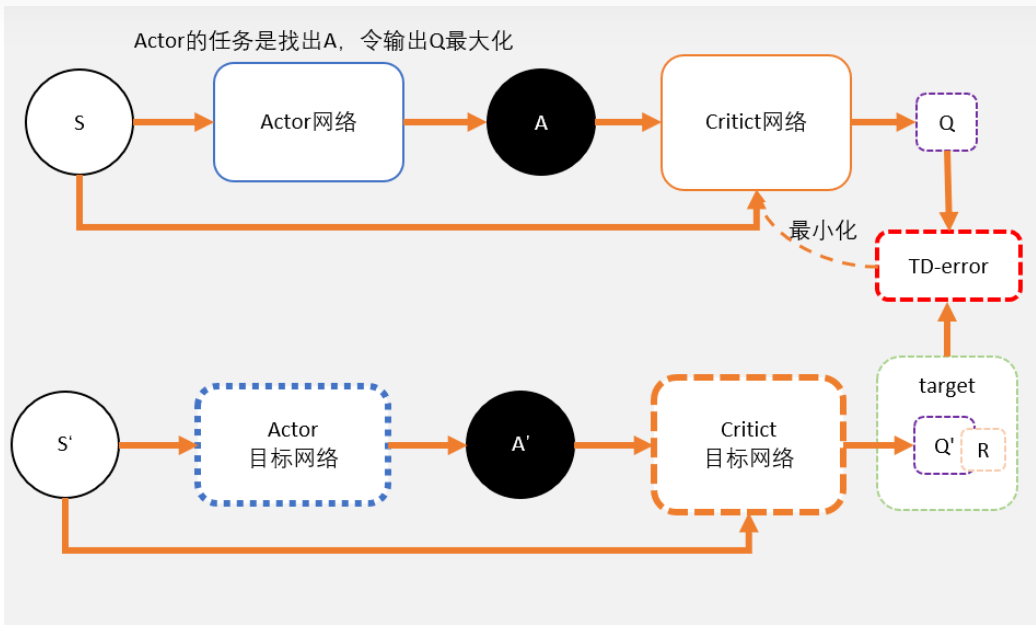 Actor的任务是找出A，令输出Q最大化
S
Actor网络
A
Critict网络
Q
最小化
TD-error
S‘
Actor
目标网络
A'
Critict
目标网络
target
Q'
R